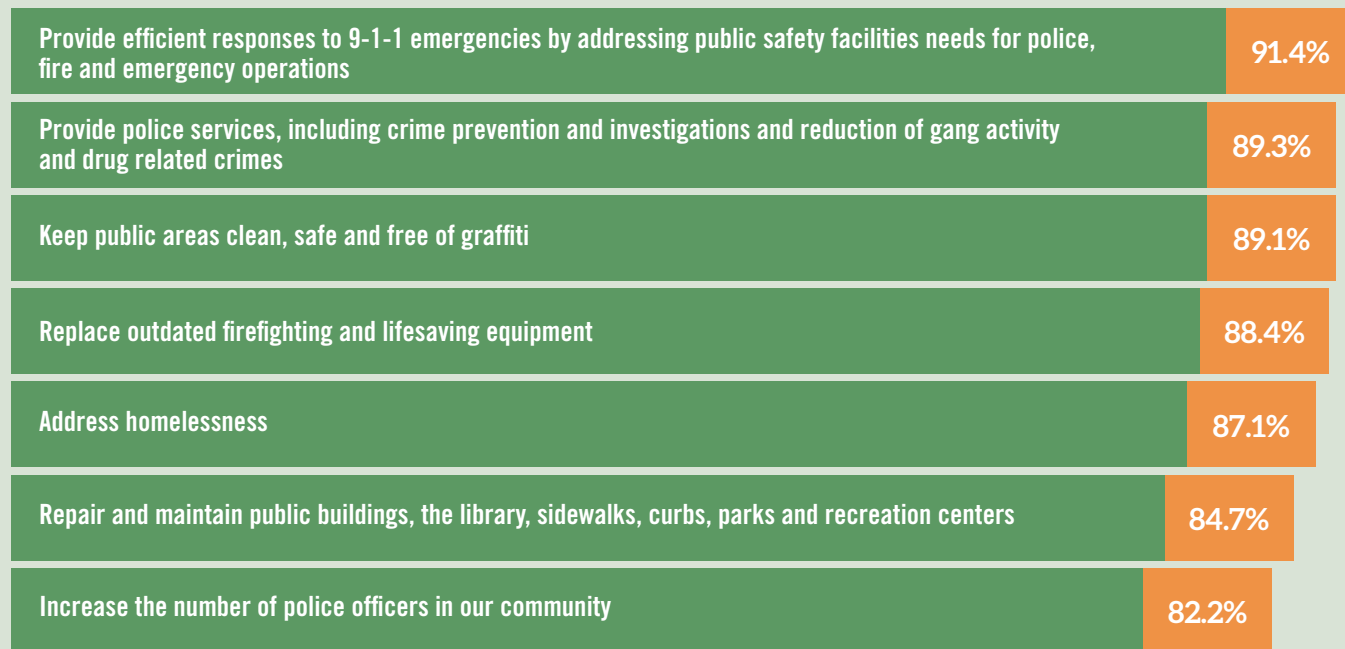 Provide efficient responses to 9-1-1 emergencies by addressing public safety facilities needs for police,
fire and emergency operations
91.4%
Provide police services, including crime prevention and investigations and reduction of gang activity
and drug related crimes
89.3%
Keep public areas clean, safe and free of graffiti
89.1%
Replace outdated firefighting and lifesaving equipment
88.4%
Address homelessness
87.1%
Repair and maintain public buildings, the library, sidewalks, curbs, parks and recreation centers
84.7%
Increase the number of police officers in our community
82.2%